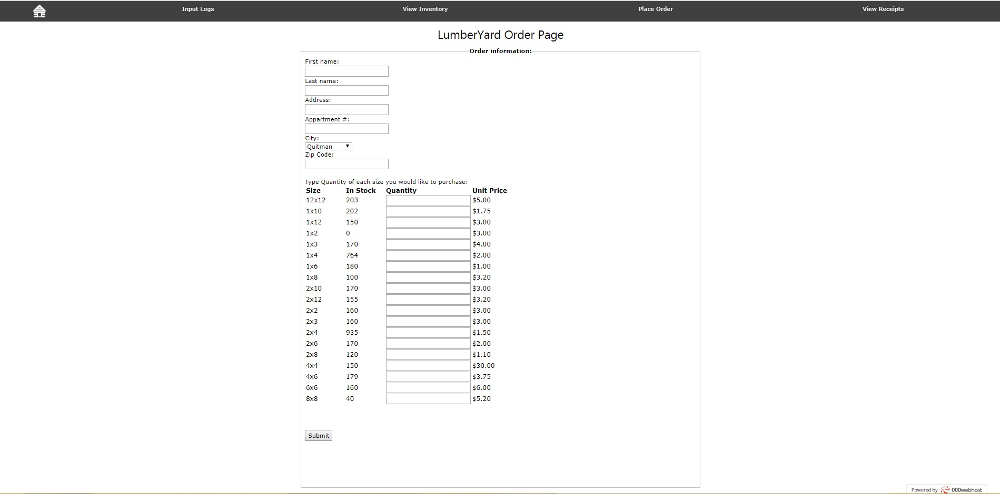 Input Logs View Inventory Place Order View Receipts
LumberYard Order Page
Order information:
First name:
Last name:
Address:
Appartment #:
City:
Quitman
Zip Code:
Type Quantity of each size you would like to purchase:
Size In Stock Quantity Unit Price
12x12 203 $5.00
1x10 202 $1.75
1x12 150 $3.00
1x2 0 $3.00
1x3 170 $4.00
1x4 764 $2.00
1x6 180 $1.00
1x8 100 $3.20
2x10 170 $3.00
2x12 155 $3.20
2x2 160 $3.00
2x3 160 $3.00
2x4 935 $1.50
2x6 170 $2.00
2x8 120 $1.10
4x4 150 $30.00
4x6 179 $3.75
6x6 160 $6.00
8x8 40 $5.20
Submit
Powered by 000webhost